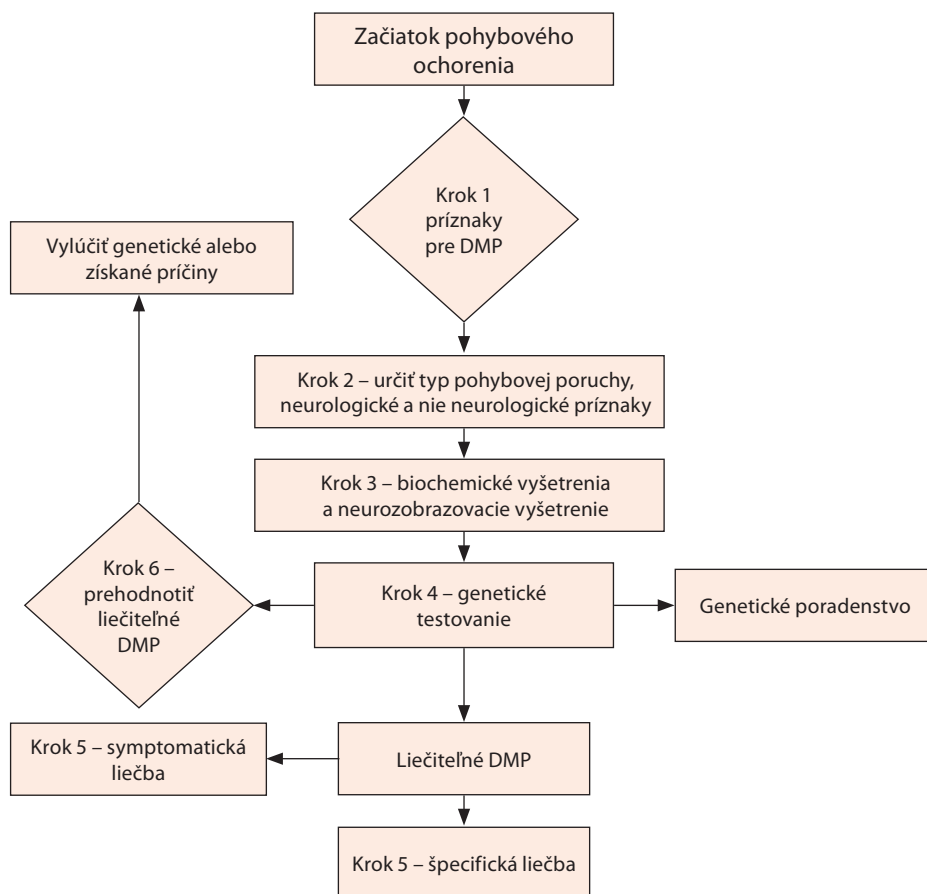 Začiatok pohybového
ochorenia
Krok 1
príznaky
pre DMP
Vylúčiť genetické alebo
získané príčiny
Krok 2 – určiť typ pohybovej poruchy,
neurologické a nie neurologické príznaky
Krok 3 – biochemické vyšetrenia
a neurozobrazovacie vyšetrenie
Krok 6 –
prehodnotiť
liečiteľné
DMP
Krok 4 – genetické
testovanie
Genetické poradenstvo
Krok 5 – symptomatická
liečba
Liečiteľné DMP
Krok 5 – špecifická liečba